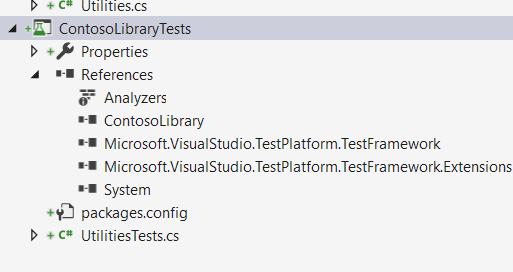 C# Utilities.cs
ContosoLibraryTests
Properties
References
Analyzers
ContosoLibrary
Microsoft.VisualStudio.TestPlatform.TestFramework
Microsoft.VisualStudio.TestPlatform.TestFramework.Extensions
System
packages.config
C# UtilitiesTests.cs